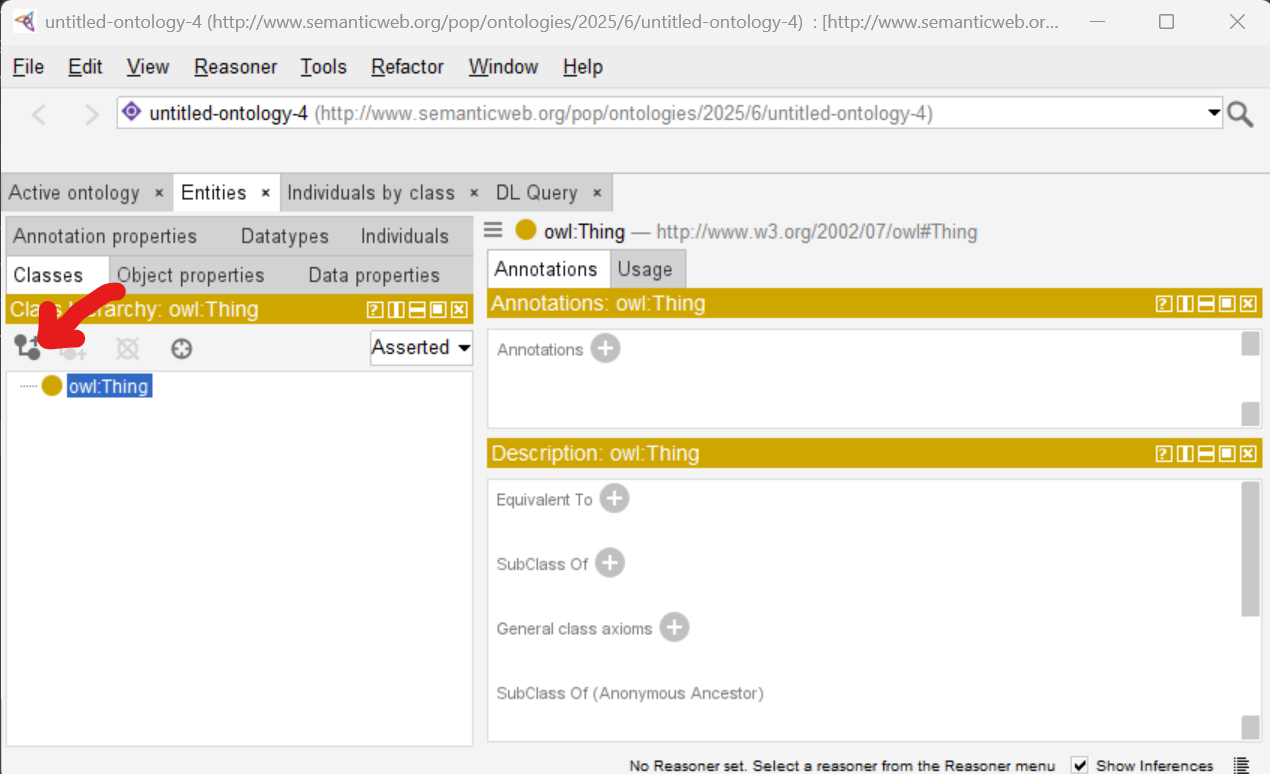 untitled-ontology-4 (http://www.semanticweb.org/pop/ontologies/2025/6/untitled-ontology-4) : [http://www.semanticweb.or...
File Edit View Reasoner Tools Refactor Window Help
untitled-ontology-4 (http://www.semanticweb.org/pop/ontologies/2025/6/untitled-ontology-4)
Active ontology × Entities × Individuals by class × DL Query ×
Annotation properties Datatypes Individuals
Classes Object properties Data properties
hierarchy: owl:Thing
Asserted
owl:Thing
owl:Thing — http://www.w3.org/2002/07/owl#Thing
Annotations Usage
Annotations: owl:Thing
Annotations
Description: owl:Thing
Equivalent To
SubClass Of
General class axioms
SubClass Of (Anonymous Ancestor)
No Reasoner set. Select a reasoner from the Reasoner menu Show Inferences